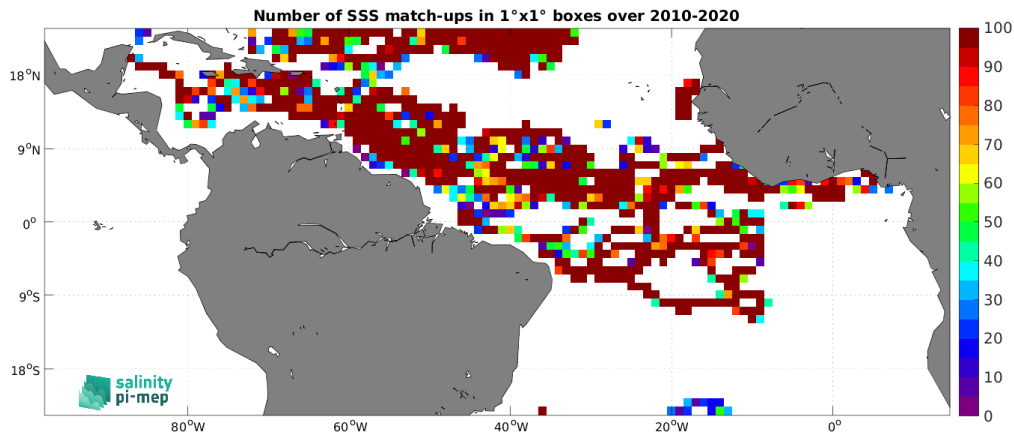 Number of SSS match-ups in 1°x1° boxes over 2010-2020
100
90
80
70
60
50
40
30
20
10
0
18°N
9°N
0°
9°S
18°S
80°W
60°W
40°W
20°W
0°
salinity
pi-mep